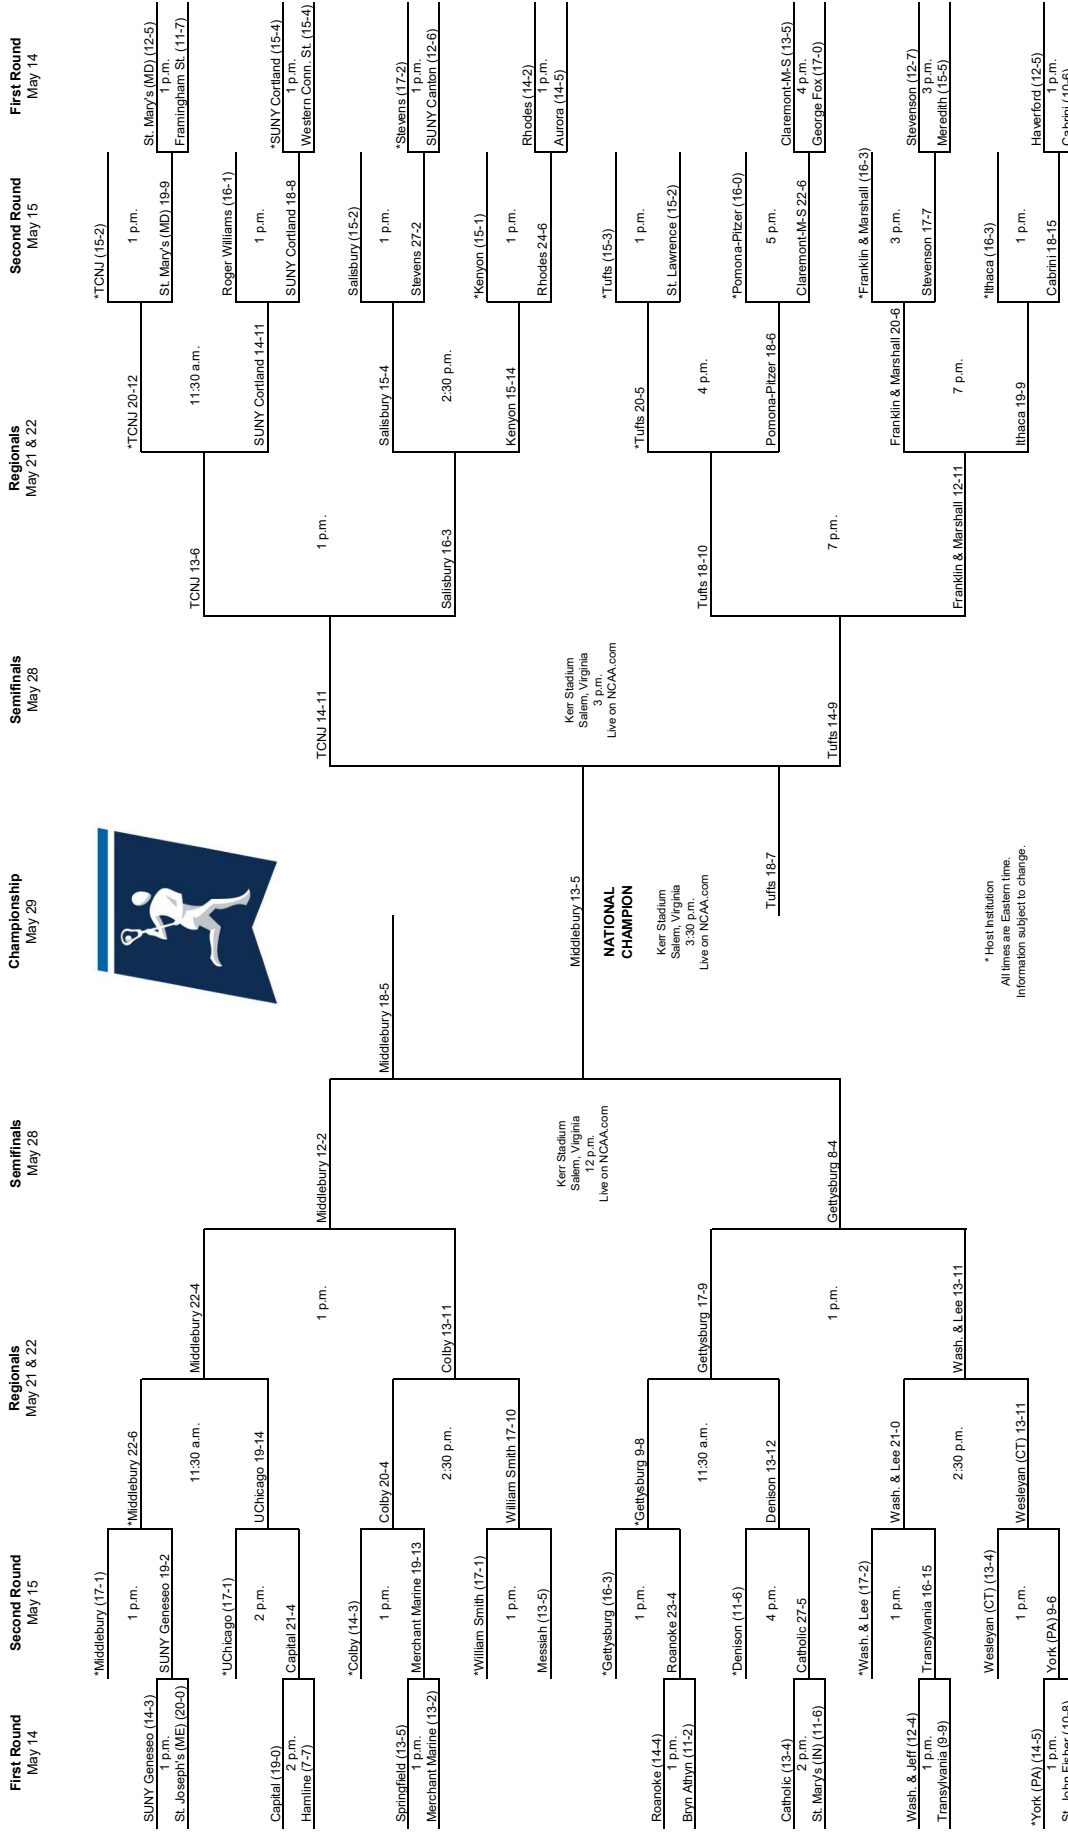 First Round
May 14
Second Round
May 15
Regionals
May 21 & 22
Semifinals
May 28
Championship
May 29
Semifinals
May 28
Regionals
May 21 & 22
Second Round
May 15
First Round
May 14
SUNY Geneseo (14-3)
1 p.m.
St. Joseph's (ME) (20-0)
Capital (19-0)
2 p.m.
Hamline (7-7)
Springfield (13-5)
1 p.m.
Merchant Marine (13-2)
Roanoke (14-4)
1 p.m.
Bryn Athyn (11-2)
Catholic (13-4)
2 p.m.
St. Mary's (IN) (11-6)
Wash. & Jeff (12-4)
1 p.m.
Transylvania (9-9)
*York (PA) (14-5)
1 p.m.
St. John Fisher (10-8)
*Middlebury (17-1)
1 p.m.
SUNY Geneseo 19-2
*UChicago (17-1)
2 p.m.
Capital 21-4
*Colby (14-3)
1 p.m.
Merchant Marine 19-13
*William Smith (17-1)
1 p.m.
Messiah (13-5)
*Gettysburg (16-3)
1 p.m.
Roanoke 23-4
*Denison (11-6)
4 p.m.
Catholic 27-5
*Wash. & Lee (17-2)
1 p.m.
Transylvania 16-15
Wesleyan (CT) (13-4)
1 p.m.
York (PA) 9-6
*Middlebury 22-6
11:30 a.m.
UChicago 19-14
Colby 20-4
2:30 p.m.
William Smith 17-10
*Gettysburg 9-8
11:30 a.m.
Denison 13-12
Wash. & Lee 21-0
2:30 p.m.
Wesleyan (CT) 13-11
Middlebury 22-4
1 p.m.
Colby 13-11
Gettysburg 17-9
1 p.m.
Wash. & Lee 13-11
Middlebury 12-2
Kerr Stadium
Salem, Virginia
12 p.m.
Live on NCAA.com
Gettysburg 8-4
Middlebury 18-5
Middlebury 13-5
NATIONAL
CHAMPION
Kerr Stadium
Salem, Virginia
3:30 p.m.
Live on NCAA.com
Tufts 18-7
* Host Institution
All times are Eastern time.
Information subject to change.
TCNJ 14-11
Kerr Stadium
Salem, Virginia
3 p.m.
Live on NCAA.com
Tufts 14-9
TCNJ 13-6
1 p.m.
Salisbury 16-3
Tufts 18-10
7 p.m.
Franklin & Marshall 12-11
*TCNJ 20-12
11:30 a.m.
SUNY Cortland 14-11
Salisbury 15-4
2:30 p.m.
Kenyon 15-14
*Tufts 20-5
4 p.m.
Pomona-Pitzer 18-6
Franklin & Marshall 20-6
7 p.m.
Ithaca 19-9
*TCNJ (15-2)
1 p.m.
St. Mary's (MD) 19-9
Roger Williams (16-1)
1 p.m.
SUNY Cortland 18-8
Salisbury (15-2)
1 p.m.
Stevens 27-2
*Kenyon (15-1)
1 p.m.
Rhodes 24-6
*Tufts (15-3)
1 p.m.
St. Lawrence (15-2)
*Pomona-Pitzer (16-0)
5 p.m.
Claremont-M-S 22-6
*Franklin & Marshall (16-3)
3 p.m.
Stevenson 17-7
*Ithaca (16-3)
1 p.m.
Cabrini 18-15
St. Mary's (MD) (12-5)
1 p.m.
Framingham St. (11-7)
*SUNY Cortland (15-4)
1 p.m.
Western Conn. St. (15-4)
*Stevens (17-2)
1 p.m.
SUNY Canton (12-6)
Rhodes (14-2)
1 p.m.
Aurora (14-5)
Claremont-M-S (13-5)
4 p.m.
George Fox (17-0)
Stevenson (12-7)
3 p.m.
Meredith (15-5)
Haverford (12-5)
1 p.m.
Cabrini (10-6)